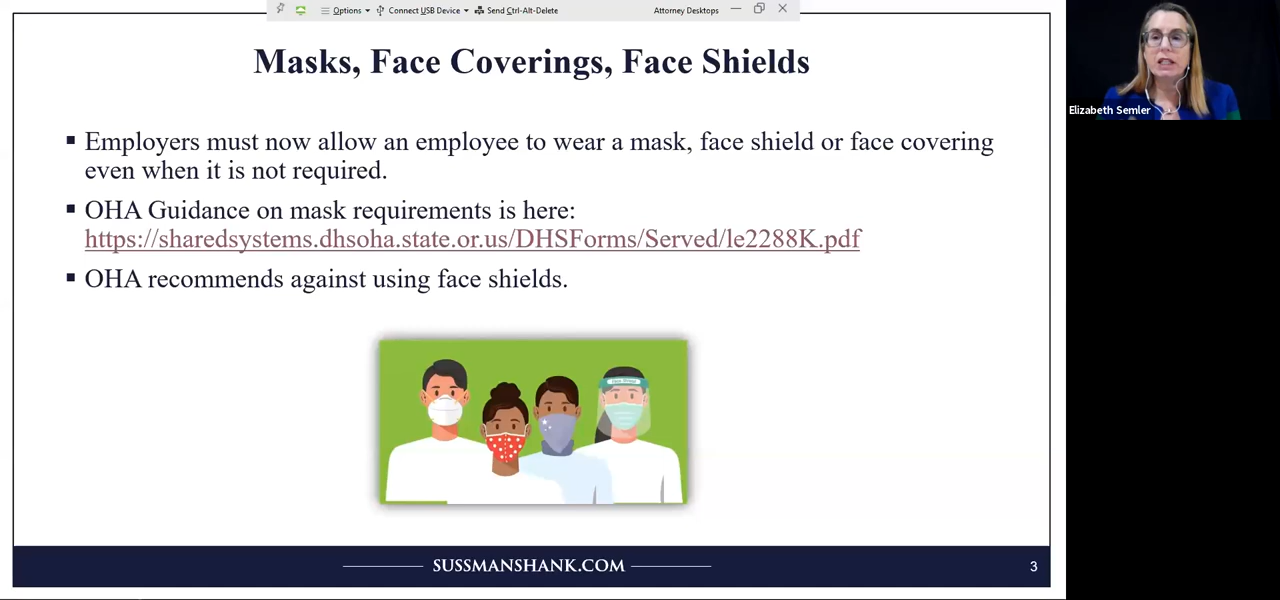 Options
Connect USB Device
Send Ctrl-Alt-Delete
Attorney Desktops
Masks, Face Coverings, Face Shields
Elizabeth Semler
▪ Employers must now allow an employee to wear a mask, face shield or face covering
even when it is not required.
▪ OHA Guidance on mask requirements is here:
https://sharedsystems.dhsoha.state.or.us/DHSForms/Served/le2288K.pdf
▪ OHA recommends against using face shields.
Face Shield
SUSSMANSHANK.COM
3